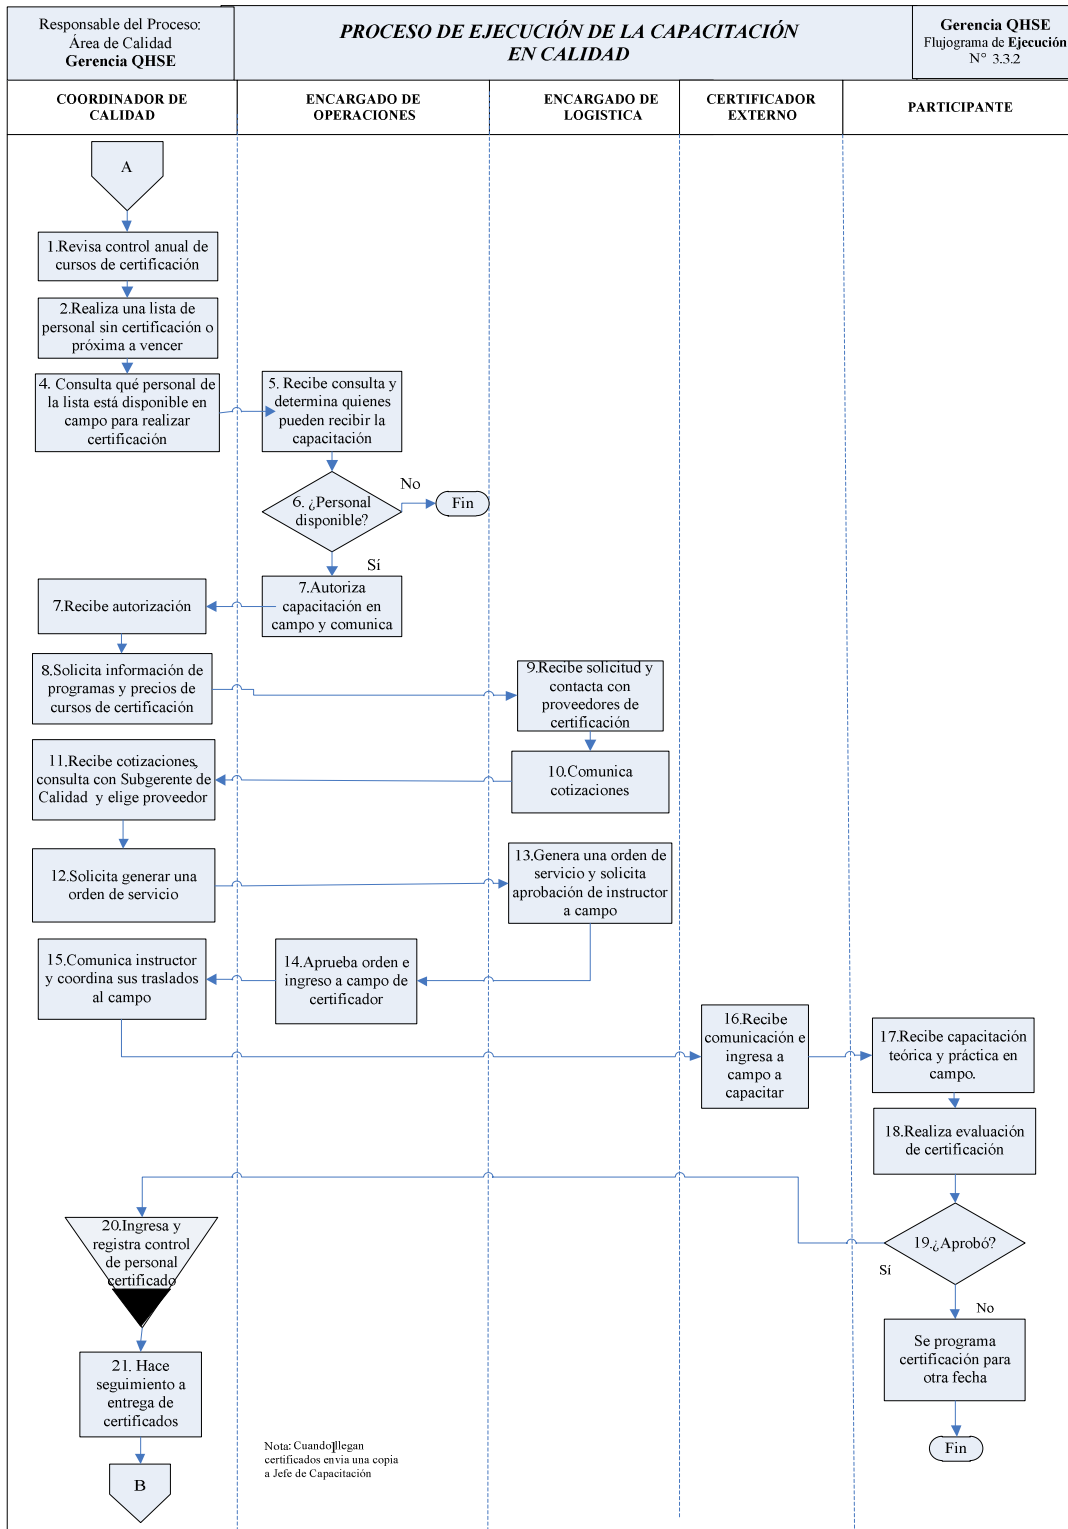 Responsable del Proceso:
Área de Calidad
Gerencia QHSE
PROCESO DE EJECUCIÓN DE LA CAPACITACIÓN
EN CALIDAD
Gerencia QHSE
Flujograma de Ejecución
N° 3.3.2
COORDINADOR DE
CALIDAD
ENCARGADO DE
OPERACIONES
ENCARGADO DE
LOGISTICA
CERTIFICADOR
EXTERNO
PARTICIPANTE
A
1.Revisa control anual de
cursos de certificación
2.Realiza una lista de
personal sin certificación o
próxima a vencer
4. Consulta qué personal de
la lista está disponible en
campo para realizar
certificación
5. Recibe consulta y
determina quienes
pueden recibir la
capacitación
6. ¿Personal
disponible?
No
Fin
Sí
7.Autoriza
capacitación en
campo y comunica
7.Recibe autorización
8.Solicita información de
programas y precios de
cursos de certificación
9.Recibe solicitud y
contacta con
proveedores de
certificación
10.Comunica
cotizaciones
11.Recibe cotizaciones,
consulta con Subgerente de
Calidad y elige proveedor
12.Solicita generar una
orden de servicio
13.Genera una orden de
servicio y solicita
aprobación de instructor
a campo
14.Aprueba orden e
ingreso a campo de
certificador
15.Comunica instructor
y coordina sus traslados
al campo
16.Recibe
comunicación e
ingresa a
campo a
capacitar
17.Recibe capacitación
teórica y práctica en
campo.
18.Realiza evaluación
de certificación
19.¿Aprobó?
Sí
No
Se programa
certificación para
otra fecha
Fin
20.Ingresa y
registra control
de personal
certificado
21. Hace
seguimiento a
entrega de
certificados
B
Nota: Cuando llegan
certificados envia una copia
a Jefe de Capacitación